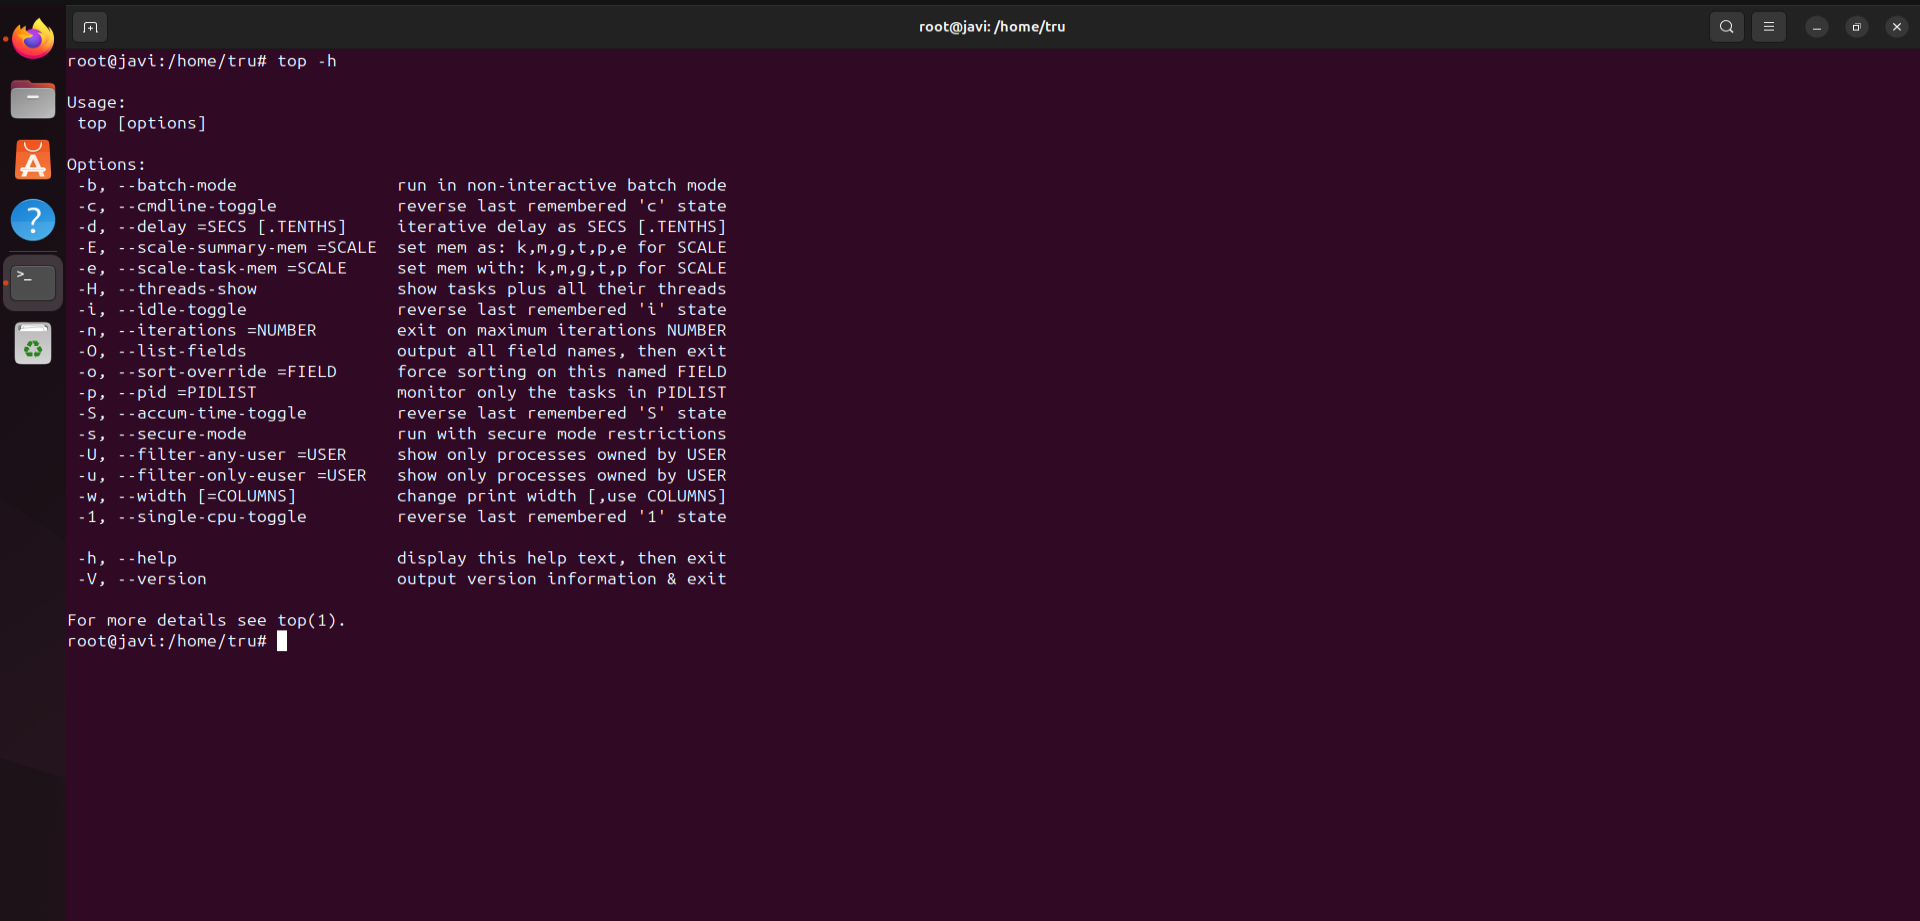 root@javi: /home/tru
root@javi:/home/tru# top -h

Usage:
 top [options]

Options:
 -b, --batch-mode                run in non-interactive batch mode
 -c, --cmdline-toggle            reverse last remembered 'c' state
 -d, --delay =SECS [.TENTHS]     iterative delay as SECS [.TENTHS]
 -E, --scale-summary-mem =SCALE  set mem as: k,m,g,t,p,e for SCALE
 -e, --scale-task-mem =SCALE     set mem with: k,m,g,t,p for SCALE
 -H, --threads-show              show tasks plus all their threads
 -i, --idle-toggle               reverse last remembered 'i' state
 -n, --iterations =NUMBER        exit on maximum iterations NUMBER
 -O, --list-fields               output all field names, then exit
 -o, --sort-override =FIELD      force sorting on this named FIELD
 -p, --pid =PIDLIST              monitor only the tasks in PIDLIST
 -S, --accum-time-toggle         reverse last remembered 'S' state
 -s, --secure-mode               run with secure mode restrictions
 -U, --filter-any-user =USER     show only processes owned by USER
 -u, --filter-only-euser =USER   show only processes owned by USER
 -w, --width [=COLUMNS]          change print width [,use COLUMNS]
 -1, --single-cpu-toggle         reverse last remembered '1' state

 -h, --help                      display this help text, then exit
 -V, --version                   output version information & exit

For more details see top(1).
root@javi:/home/tru#